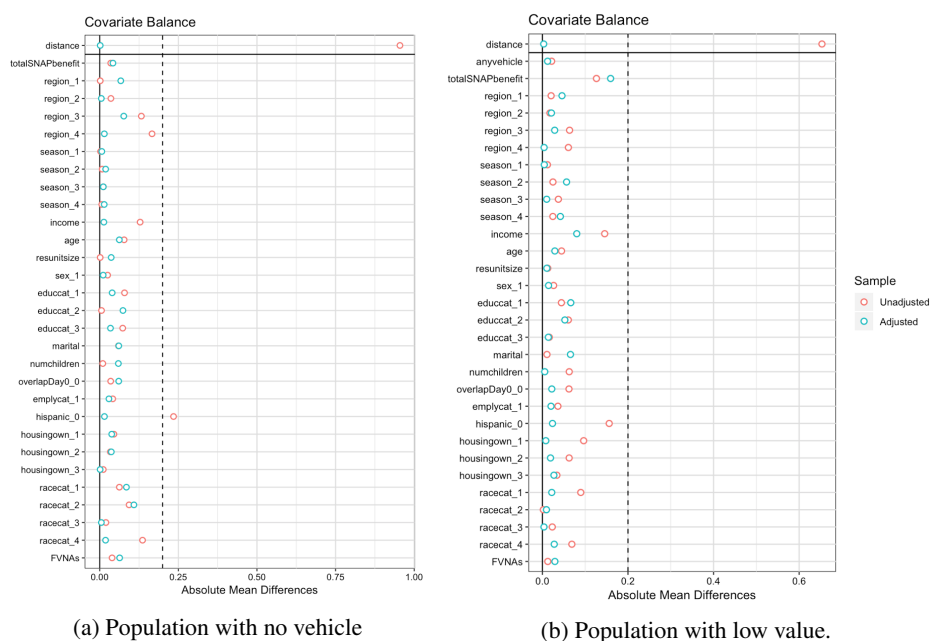 Covariate Balance
distance
totalSNAPbenefit
region_1
region_2
region_3
region_4
season_1
season_2
season_3
season_4
income
age
resunitsize
sex_1
educcat_1
educcat_2
educcat_3
marital
numchildren
overlapDay0_0
emplycat_1
hispanic_0
housingown_1
housingown_2
housingown_3
racecat_1
racecat_2
racecat_3
racecat_4
FVNAs
0.00 0.25 0.50 0.75 1.00
Absolute Mean Differences
(a) Population with no vehicle
Covariate Balance
distance
anyvehicle
totalSNAPbenefit
region_1
region_2
region_3
region_4
season_1
season_2
season_3
season_4
income
age
resunitsize
sex_1
educcat_1
educcat_2
educcat_3
marital
numchildren
overlapDay0_0
emplycat_1
hispanic_0
housingown_1
housingown_2
housingown_3
racecat_1
racecat_2
racecat_3
racecat_4
FVNAs
0.0 0.2 0.4 0.6
Absolute Mean Differences
(b) Population with low value.
Sample
Unadjusted
Adjusted